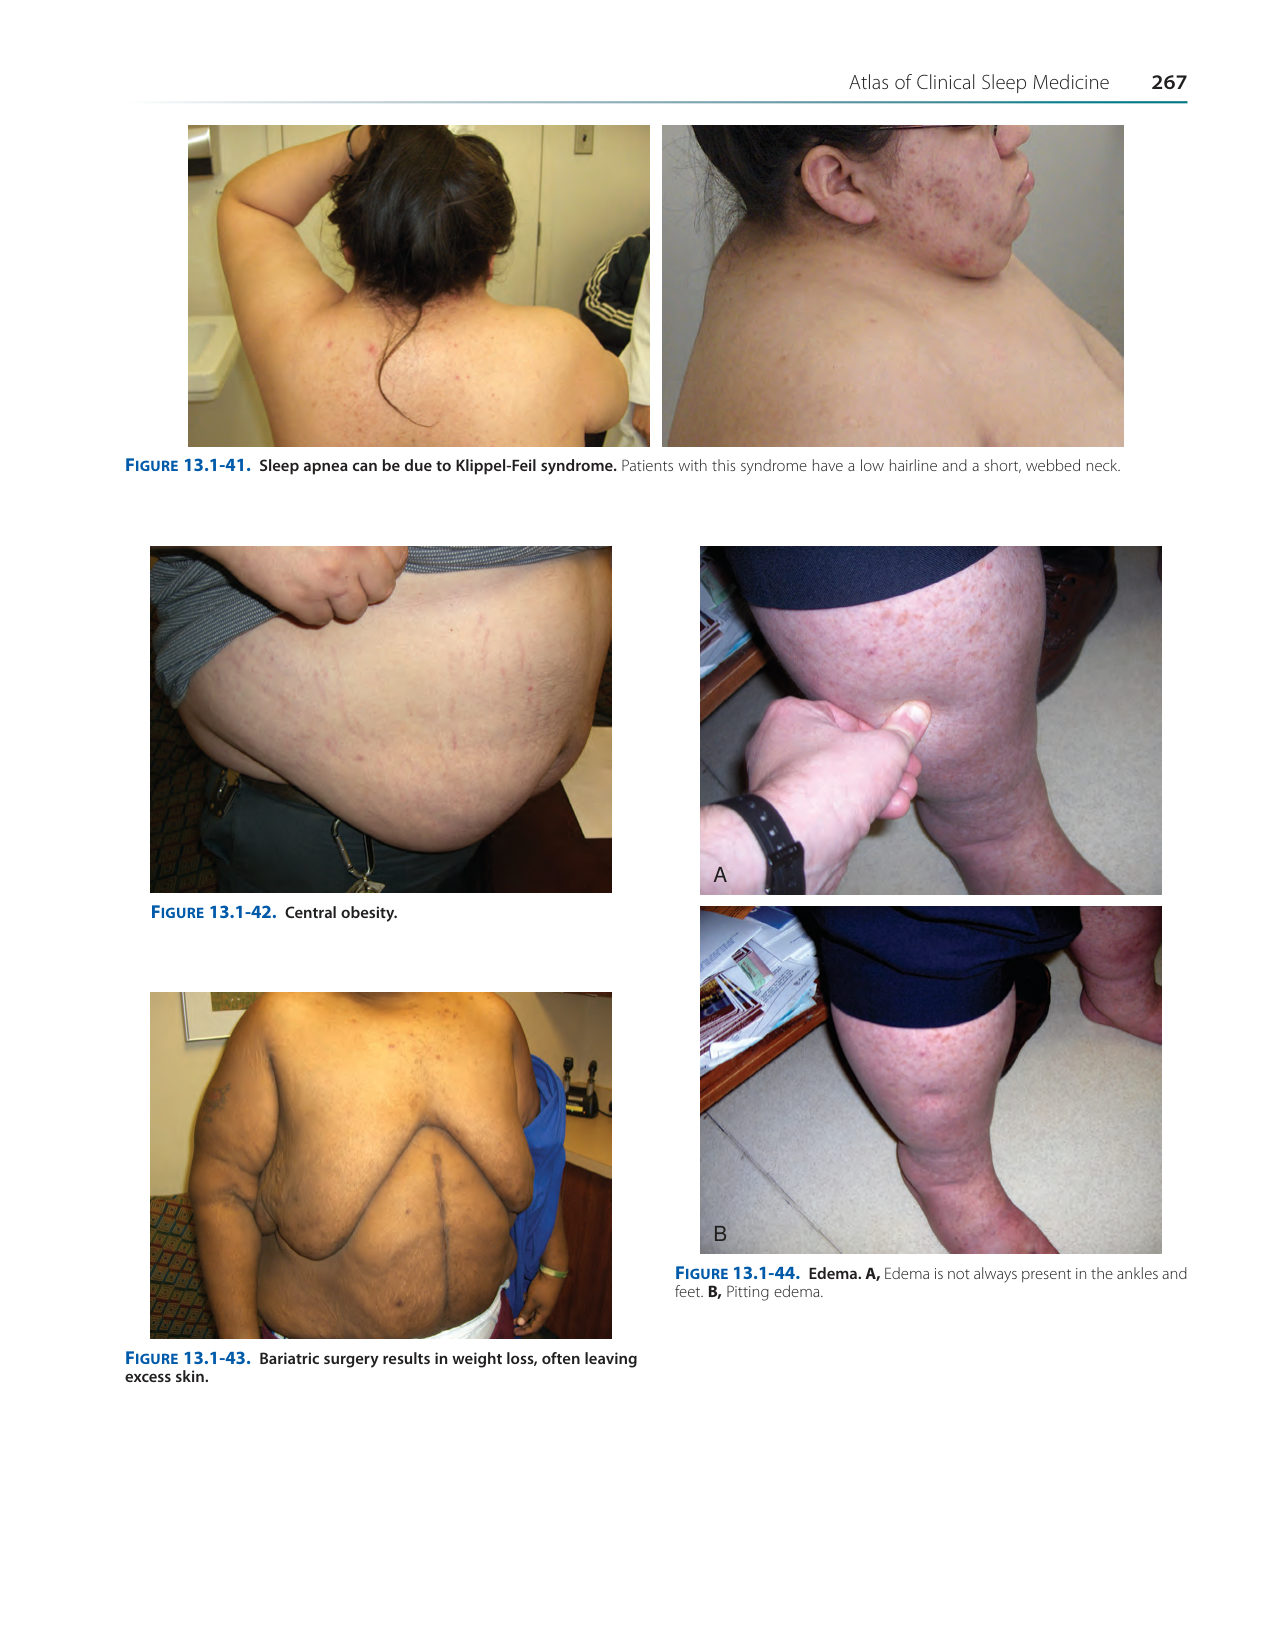 Atlas of Clinical Sleep Medicine 267
FIGURE 13.1-41. Sleep apnea can be due to Klippel-Feil syndrome. Patients with this syndrome have a low hairline and a short, webbed neck.
FIGURE 13.1-42. Central obesity.
FIGURE 13.1-43. Bariatric surgery results in weight loss, often leaving
excess skin.
A
B
FIGURE 13.1-44. Edema. A, Edema is not always present in the ankles and
feet. B, Pitting edema.